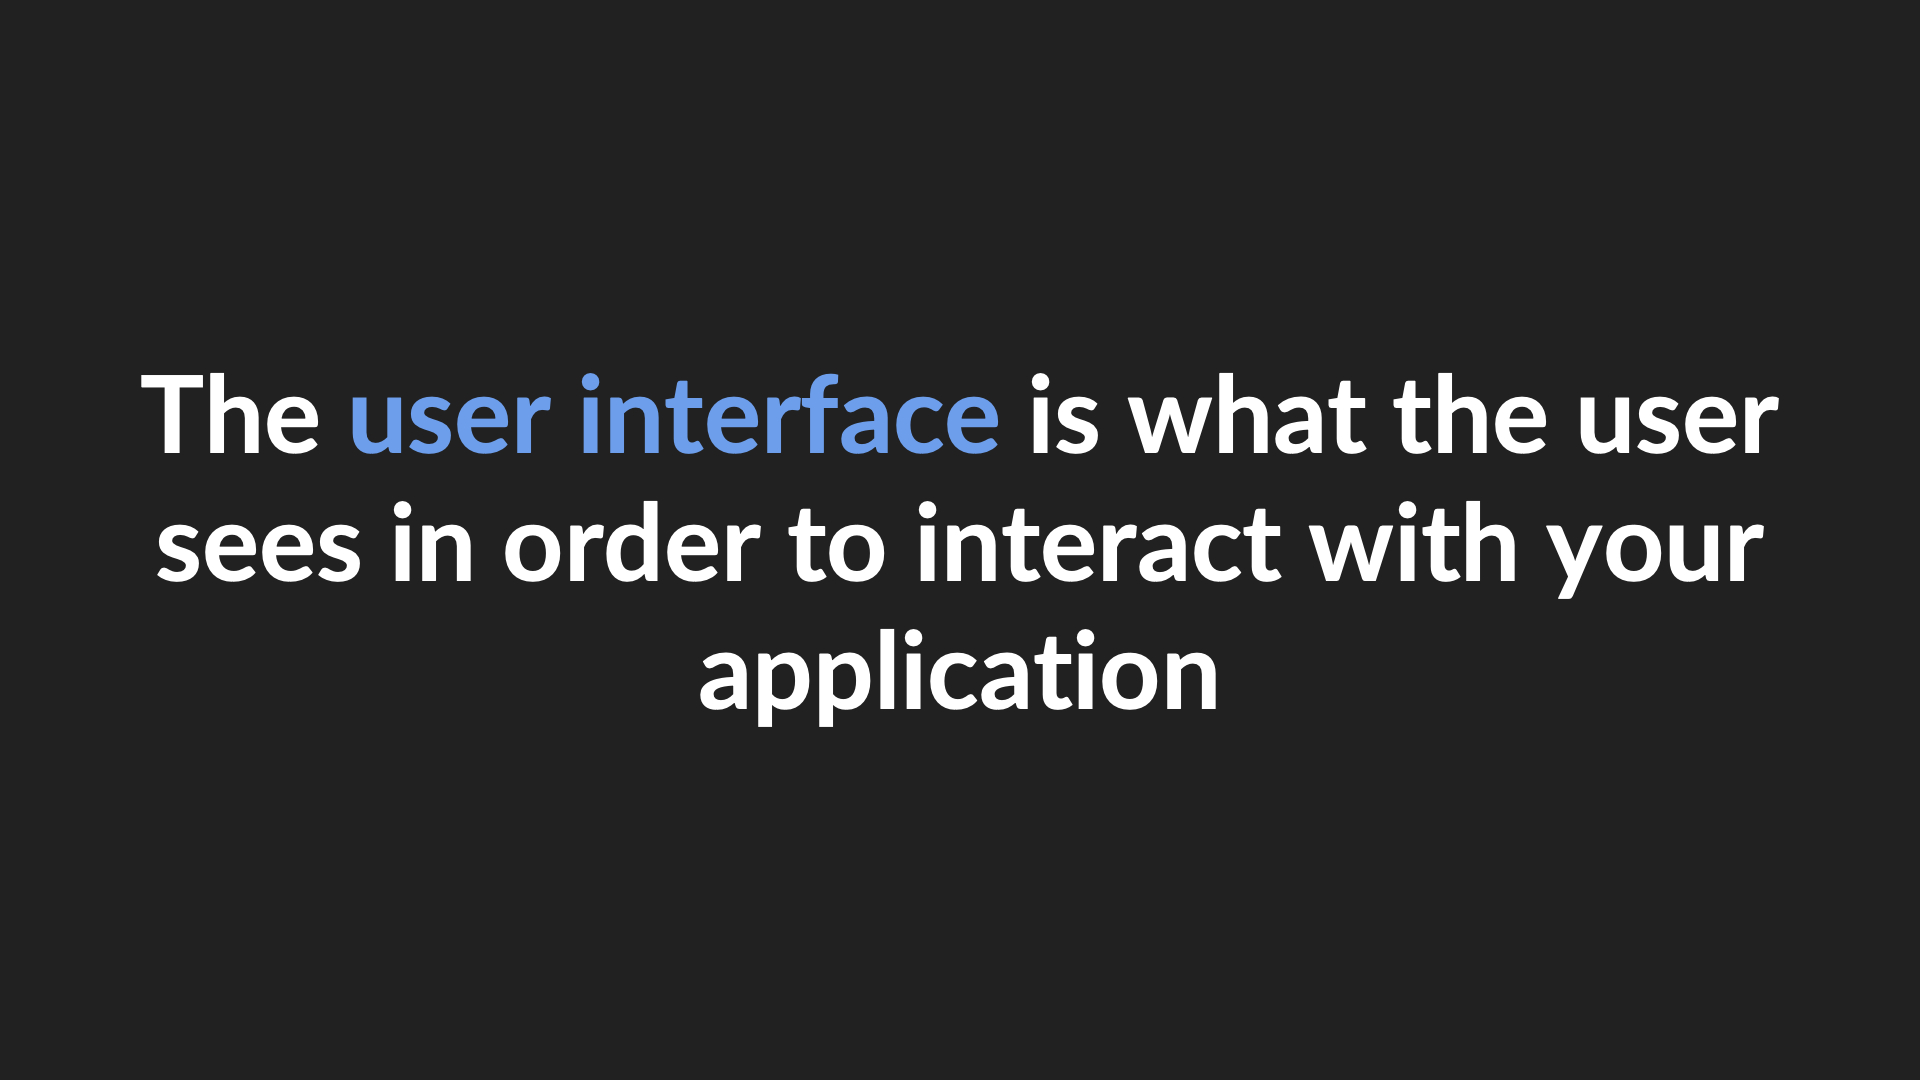 The user interface is what the user
sees in order to interact with your
application